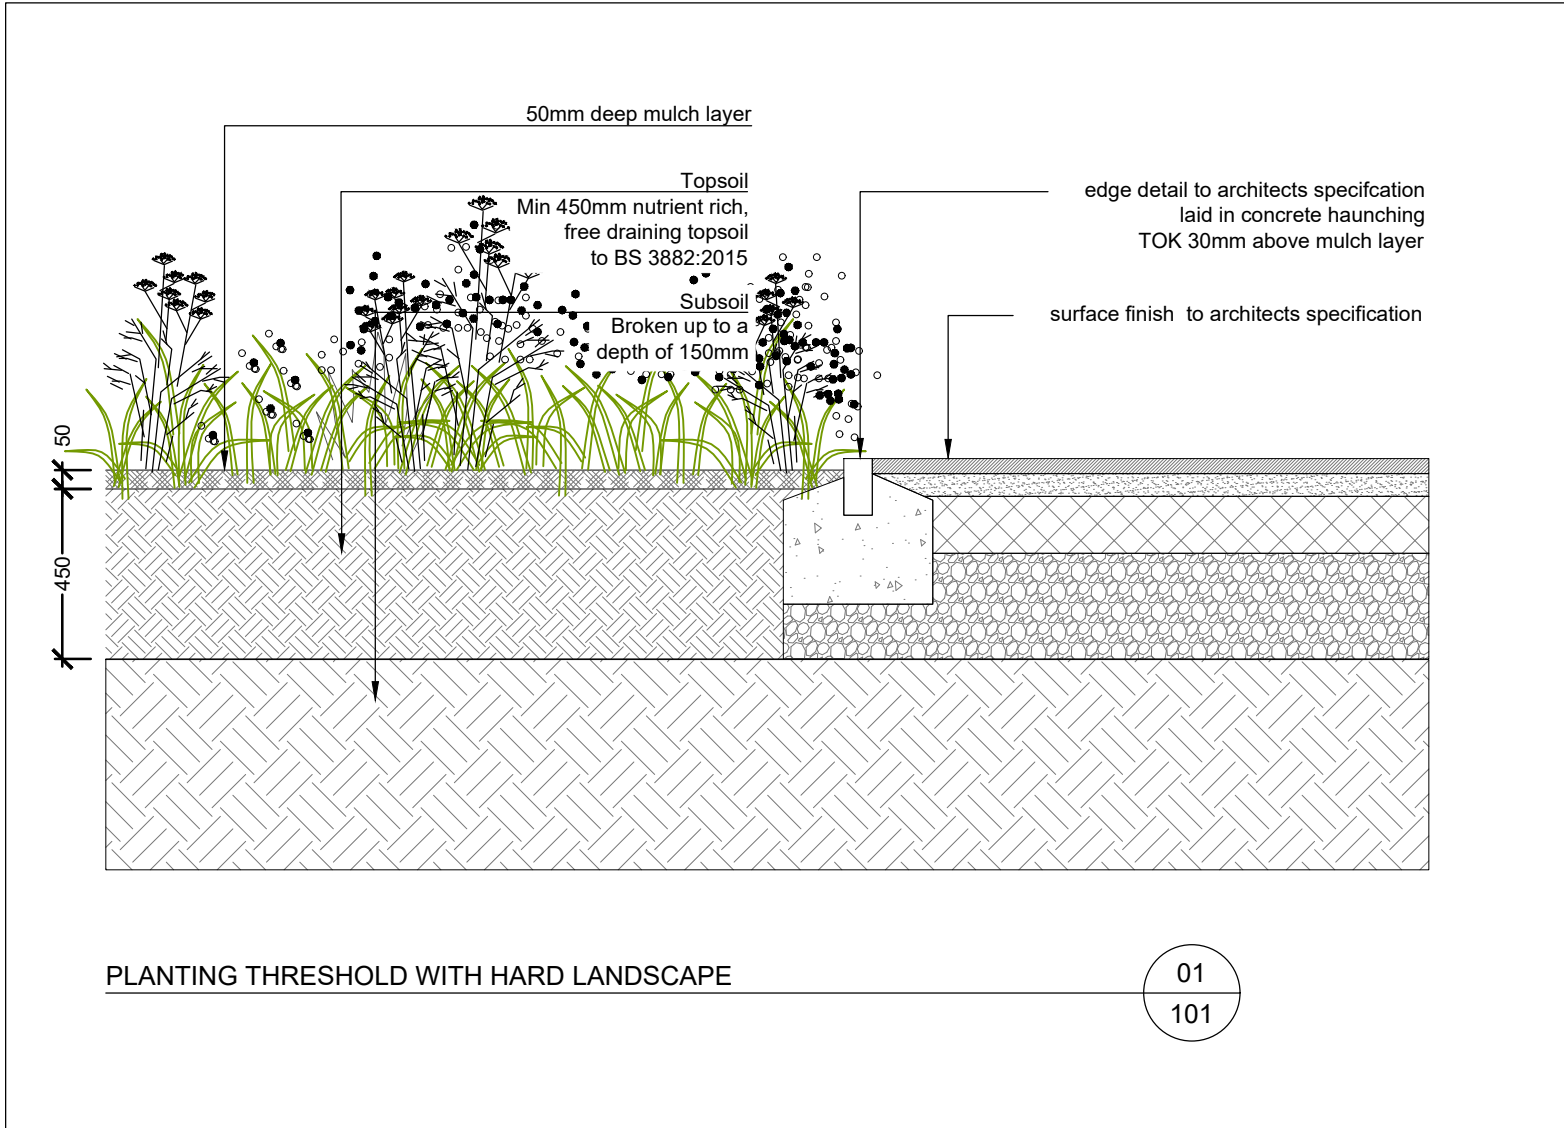 50mm deep mulch layer
Topsoil
Min 450mm nutrient rich,
free draining topsoil
to BS 3882:2015
Subsoil
Broken up to a
depth of 150mm
edge detail to architects specifcation
laid in concrete haunching
TOK 30mm above mulch layer
surface finish to architects specification
50
450
PLANTING THRESHOLD WITH HARD LANDSCAPE
01
101